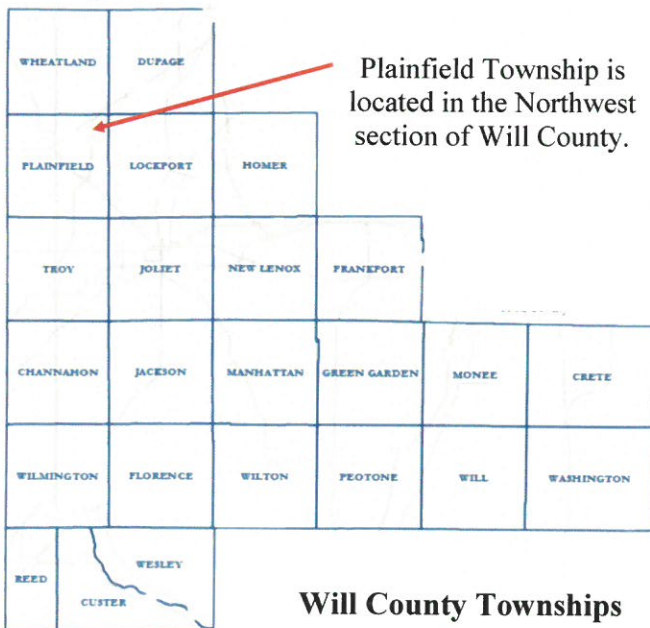 WHEATLAND DUPAGE
Plainfield Township is
located in the Northwest
section of Will County.
PLAINFIELD LOCKPORT HOMER
TROY JOLIET NEW LENOX FRANKFORT
CHANNAHON JACKSON MANHATTAN GREEN GARDEN MONEE CRETE
WILMINGTON FLORENCE WILTON PEOTONE WILL WASHINGTON
REED WESLEY
CUSTER
Will County Townships